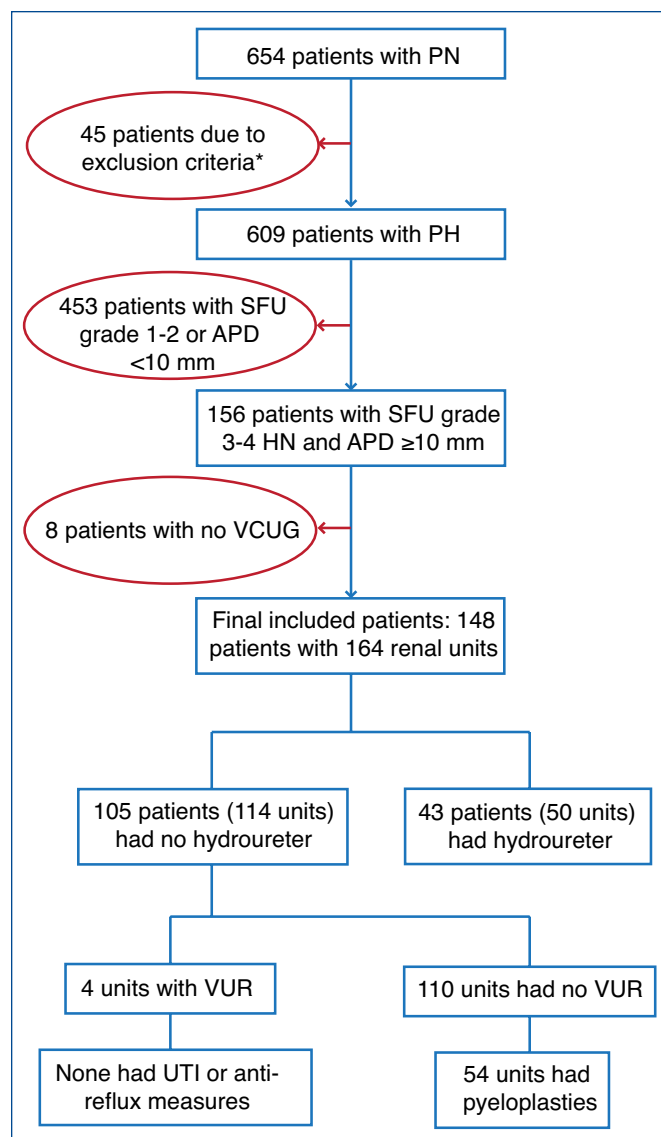 654 patients with PN
45 patients due to
exclusion criteria*
609 patients with PH
453 patients with SFU
grade 1-2 or APD
<10 mm
156 patients with SFU grade
3-4 HN and APD ≥10 mm
8 patients with no VCUG
Final included patients: 148
patients with 164 renal units
105 patients (114 units)
had no hydroureter
43 patients (50 units)
had hydroureter
4 units with VUR
110 units had no VUR
None had UTI or anti-
reflux measures
54 units had
pyeloplasties